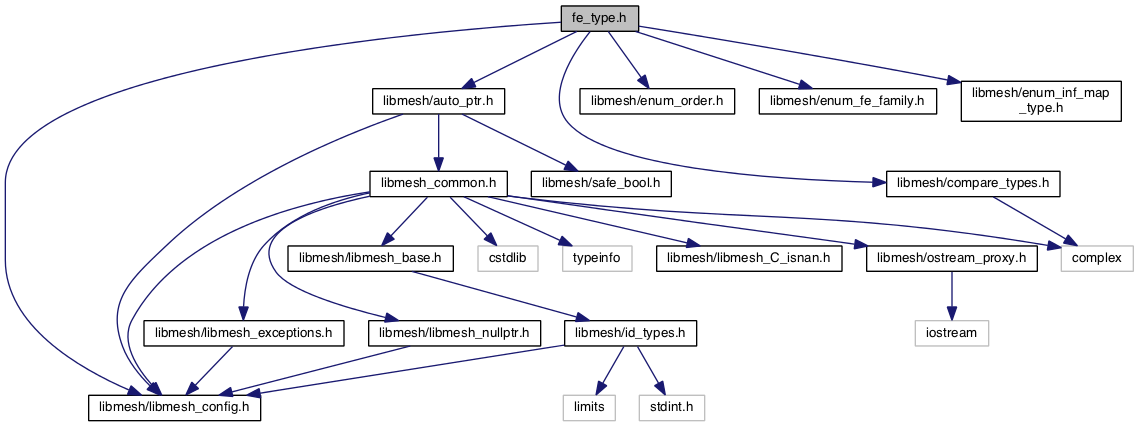 fe_type.h
libmesh/auto_ptr.h
libmesh/enum_order.h
libmesh/enum_fe_family.h
libmesh/enum_inf_map
_type.h
libmesh_common.h
libmesh/safe_bool.h
libmesh/compare_types.h
libmesh/libmesh_base.h
cstdlib
typeinfo
libmesh/libmesh_C_isnan.h
libmesh/ostream_proxy.h
complex
libmesh/libmesh_exceptions.h
libmesh/libmesh_nullptr.h
libmesh/id_types.h
iostream
libmesh/libmesh_config.h
limits
stdint.h